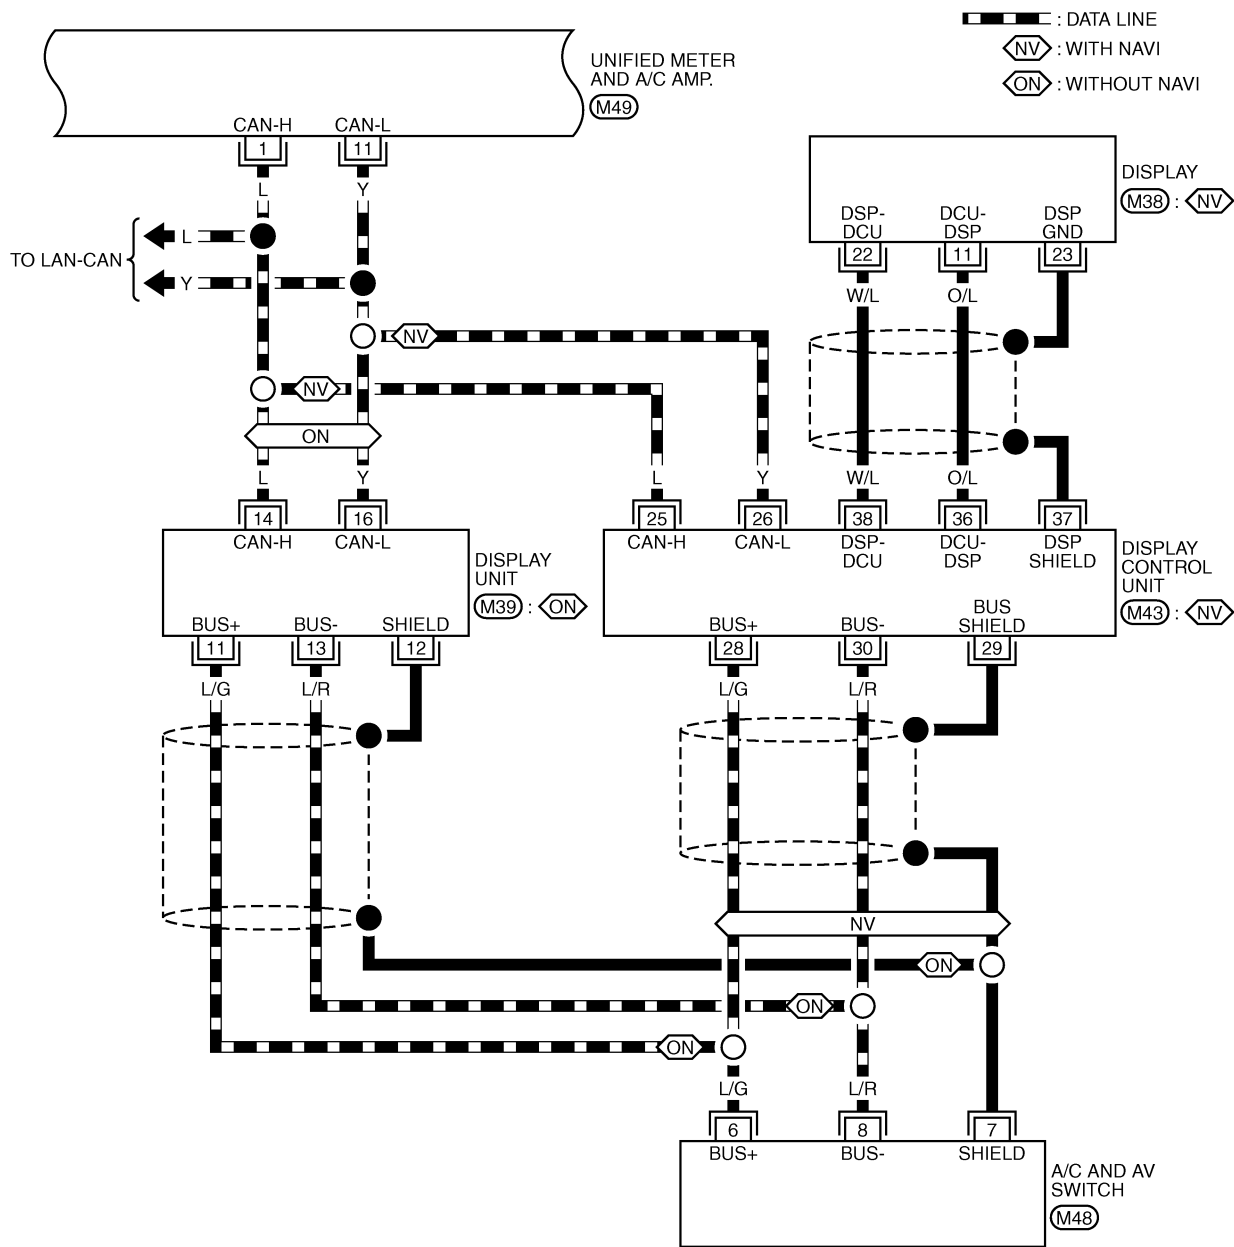 : DATA LINE
NV : WITH NAVI
ON : WITHOUT NAVI
UNIFIED METER
AND A/C AMP.
M49
CAN-H CAN-L
1 11
L Y
TO LAN-CAN
L
Y
DISPLAY
M38 : NV
DSP-
DCU
DCU-
DSP
DSP
GND
22 11 23
W/L O/L
NV
NV
ON
L Y L Y W/L O/L
14 16 25 26 38 36 37
CAN-H CAN-L
DISPLAY
UNIT
M39 : ON
BUS+ BUS- SHIELD
11 13 12
L/G L/R
CAN-H CAN-L
DSP-
DCU
DCU-
DSP
DSP
SHIELD
DISPLAY
CONTROL
UNIT
M43 : NV
BUS+ BUS-
BUS
SHIELD
28 30 29
L/G L/R
NV
ON
ON
ON
L/G L/R
6 8 7
BUS+ BUS- SHIELD
A/C AND AV
SWITCH
M48